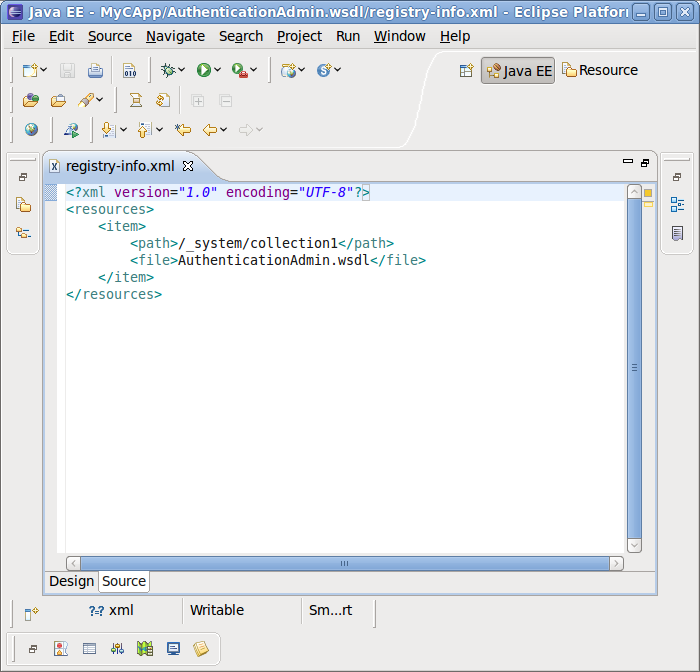 Java EE - MyCApp/AuthenticationAdmin.wsdl/registry-info.xml - Eclipse Platfor
File Edit Source Navigate Search Project Run Window Help
Java EE Resource
registry-info.xml
<?xml version="1.0" encoding="UTF-8"?>
<resources>
<item>
<path>/_system/collection1</path>
<file>AuthenticationAdmin.wsdl</file>
</item>
</resources>
Design Source
?-? xml Writable Sm...rt